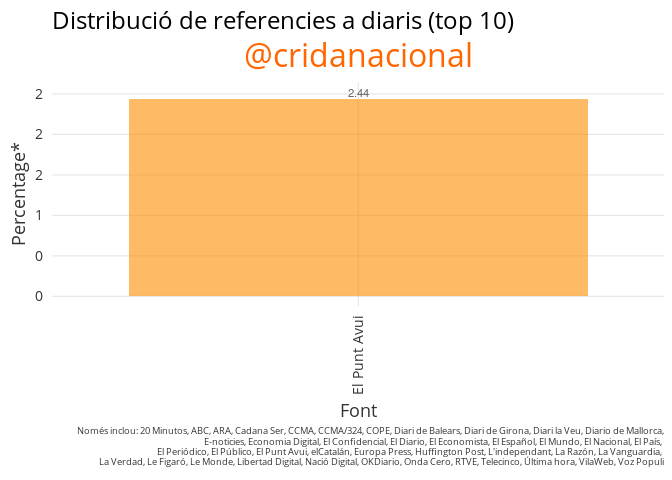 Distribució de referencies a diaris (top 10)
@cridanacional
2.44
2
2
2
1
0
0
Percentage*
El Punt Avui
Font
Només inclou: 20 Minutos, ABC, ARA, Cadana Ser, CCMA, CCMA/324, COPE, Diari de Balears, Diari de Girona, Diari la Veu, Diario de Mallorca,
E-noticies, Economia Digital, El Confidencial, El Diario, El Economista, El Español, El Mundo, El Nacional, El País,
El Periódico, El Público, El Punt Avui, elCatalán, Europa Press, Huffington Post, L'independant, La Razón, La Vanguardia,
La Verdad, Le Figaró, Le Monde, Libertad Digital, Nació Digital, OKDiario, Onda Cero, RTVE, Telecinco, Última hora, VilaWeb, Voz Populi